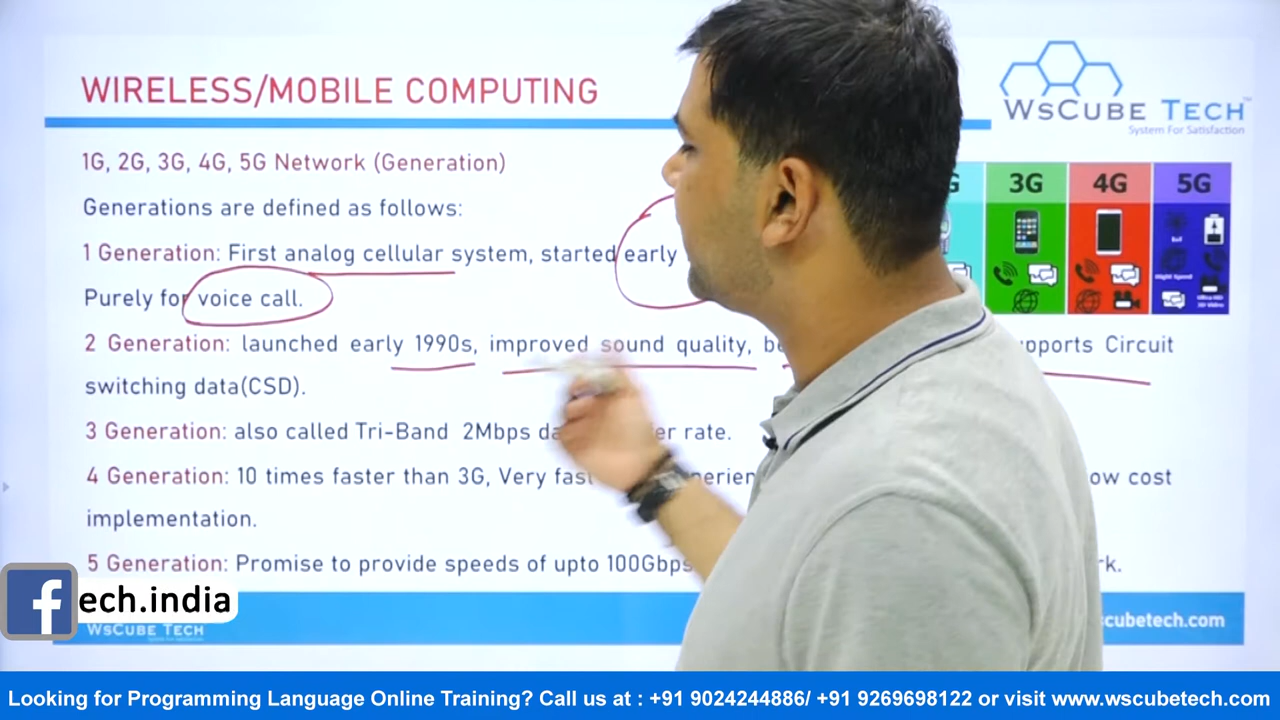 WIRELESS/MOBILE COMPUTING
WSCUBE TECH
System For Satisfaction
1G, 2G, 3G, 4G, 5G Network (Generation)
3G 4G 5G
Generations are defined as follows:
1 Generation: First analog cellular system, started early
Purely for voice call.
2 Generation: launched early 1990s, improved sound quality, Circuit
switching data(CSD).
3 Generation: also called Tri-Band 2Mbps rate.
4 Generation: 10 times faster than 3G, Very cost
implementation.
5 Generation: Promise to provide speeds of upto 100Gbps
ech.india
WSCUBE TECH
scubetech.com
Looking for Programming Language Online Training? Call us at : +91 9024244886/ +91 9269698122 or visit www.wscubetech.com